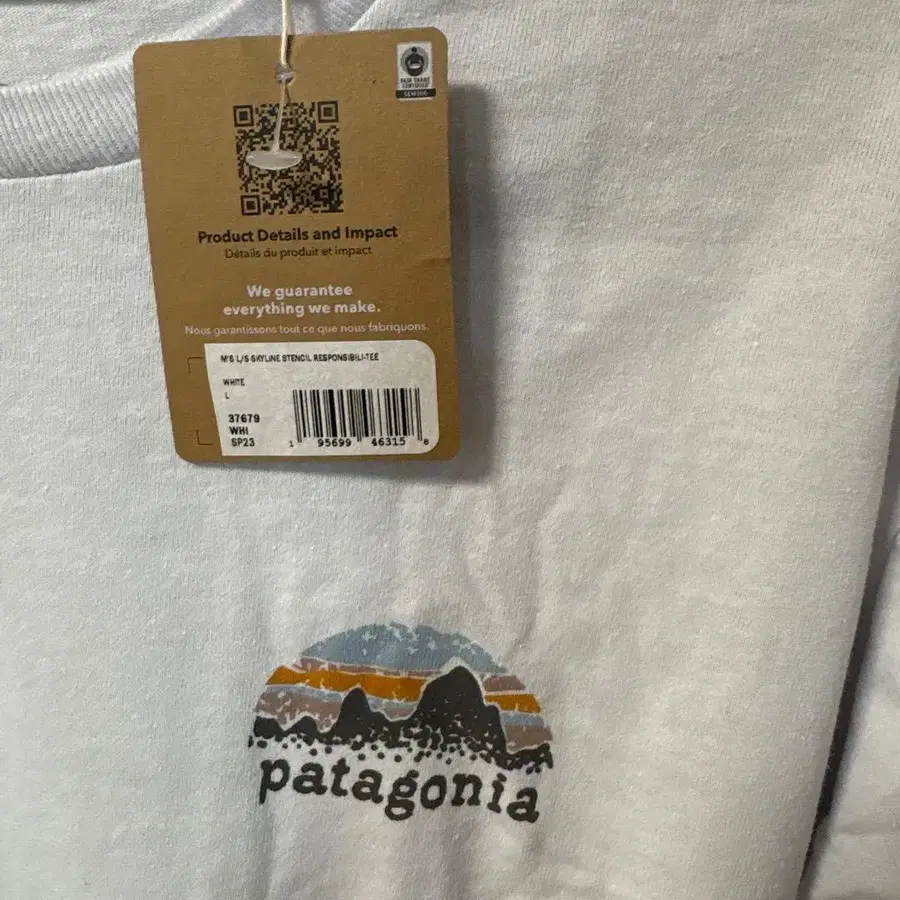 FAIR TRADE
CERTIFIED
SEWING
Product Details and Impact
Détails du produit et impact
We guarantee
everything we make.
Nous garantissons tout ce que nous fabriquons.
M'S L/S SKYLINE STENCIL RESPONSIBILI-TEE
WHITE
L
37679
WHI
SP23
1 95699 46315 8
patagonia